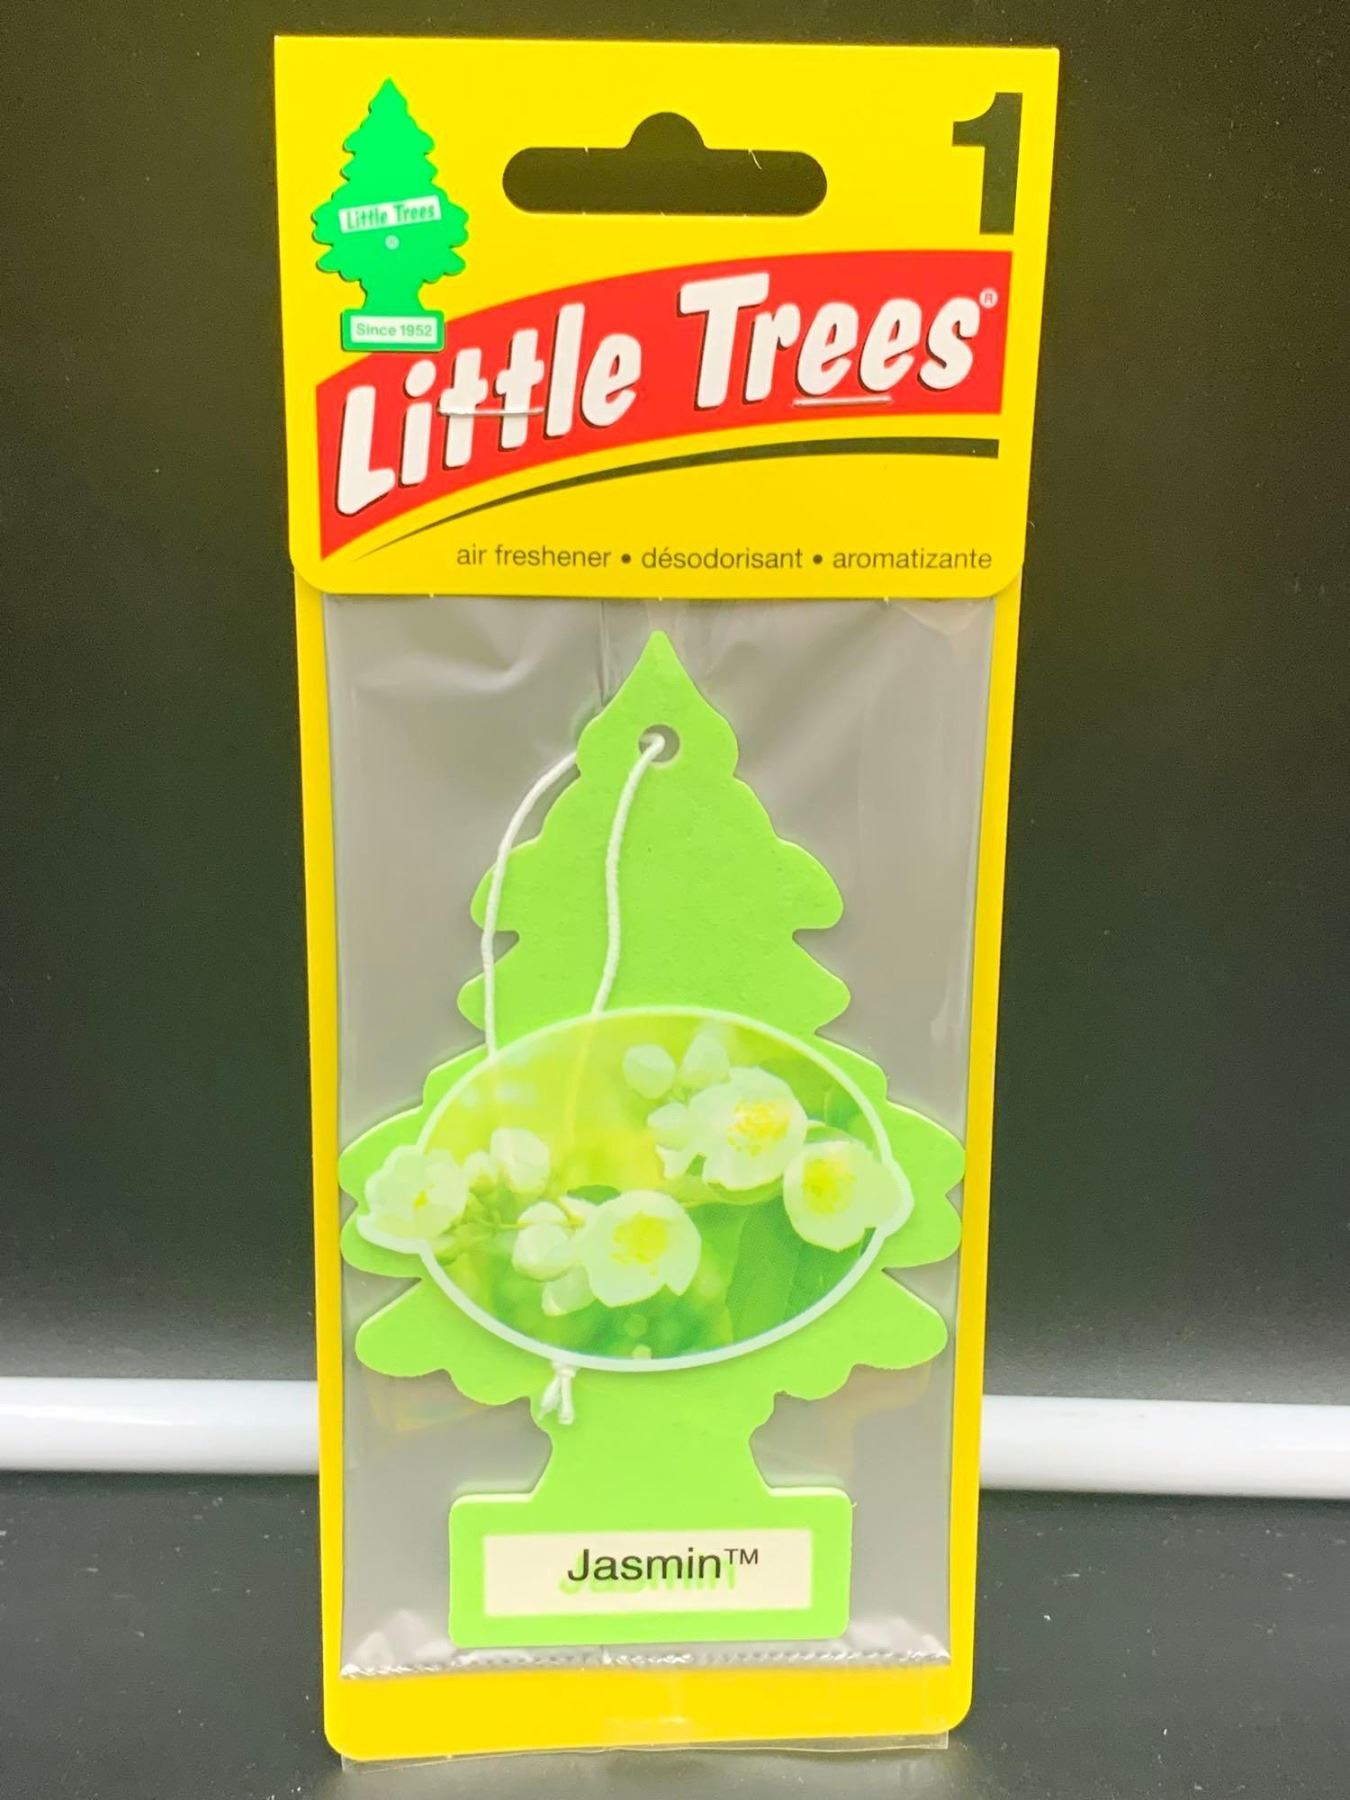 1
Little Trees
Since 1952
Little Trees®
air freshener • désodorisant • aromatizante
Jasmin™